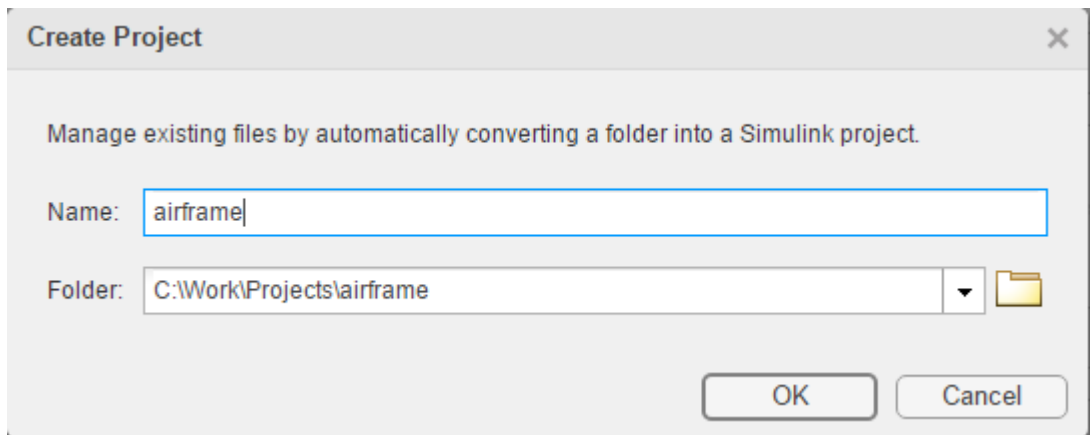 Create Project
Manage existing files by automatically converting a folder into a Simulink project.
Name: airframe
Folder: C:\Work\Projects\airframe
OK Cancel